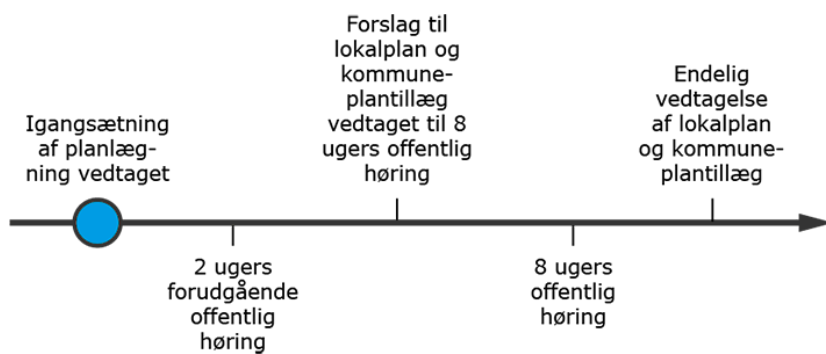 Igangsætning
af planlæg-
ning vedtaget
2 ugers
forudgående
offentlig
høring
Forslag til
lokalplan og
kommune-
plantillæg
vedtaget til 8
ugers offentlig
høring
8 ugers
offentlig
høring
Endelig
vedtagelse
af lokalplan
og kommune-
plantillæg